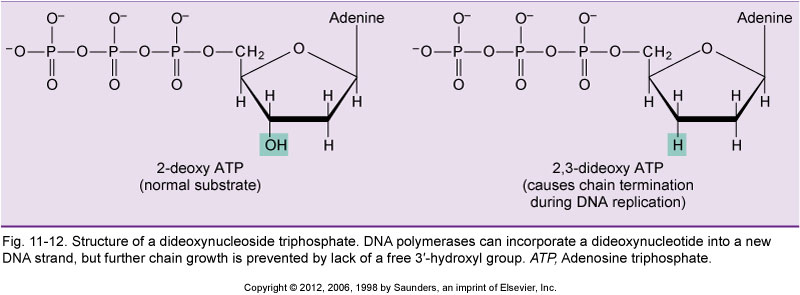 O⁻ O⁻ O⁻ Adenine
⁻O—P—O—P—O—P—O—CH₂ O
O O O
H H H H
OH H
2-deoxy ATP
(normal substrate)
O⁻ O⁻ O⁻ Adenine
⁻O—P—O—P—O—P—O—CH₂ O
O O O
H H H H
H H
2,3-dideoxy ATP
(causes chain termination
during DNA replication)
Fig. 11-12. Structure of a dideoxynucleoside triphosphate. DNA polymerases can incorporate a dideoxynucleotide into a new
DNA strand, but further chain growth is prevented by lack of a free 3′-hydroxyl group. ATP, Adenosine triphosphate.
Copyright © 2012, 2006, 1998 by Saunders, an imprint of Elsevier, Inc.